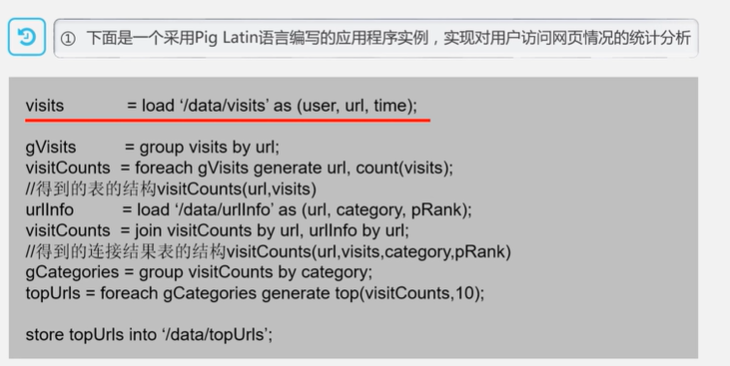 ① 下面是一个采用Pig Latin语言编写的应用程序实例，实现对用户访问网页情况的统计分析
visits = load ‘/data/visits’ as (user, url, time);
gVisits = group visits by url;
visitCounts = foreach gVisits generate url, count(visits);
//得到的表的结构visitCounts(url,visits)
urlInfo = load ‘/data/urlInfo’ as (url, category, pRank);
visitCounts = join visitCounts by url, urlInfo by url;
//得到的连接结果表的结构visitCounts(url,visits,category,pRank)
gCategories = group visitCounts by category;
topUrls = foreach gCategories generate top(visitCounts,10);
store topUrls into ‘/data/topUrls’;